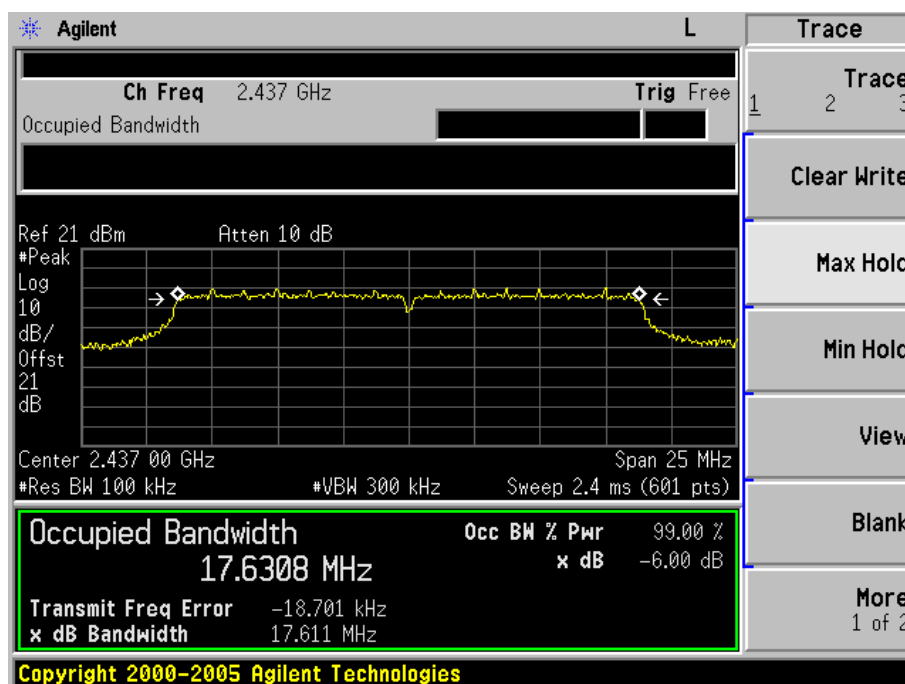 Agilent L Trace
Ch Freq 2.437 GHz Trig Free
Occupied Bandwidth
Trace
1 2 3
Clear Write
Max Hold
Min Hold
View
Blank
More
1 of 2
Ref 21 dBm Atten 10 dB
#Peak
Log
10
dB/
Offst
21
dB
Center 2.437 00 GHz Span 25 MHz
#Res BW 100 kHz #VBW 300 kHz Sweep 2.4 ms (601 pts)
Occupied Bandwidth Occ BW % Pwr 99.00 %
17.6308 MHz x dB -6.00 dB
Transmit Freq Error -18.701 kHz
x dB Bandwidth 17.611 MHz
Copyright 2000-2005 Agilent Technologies